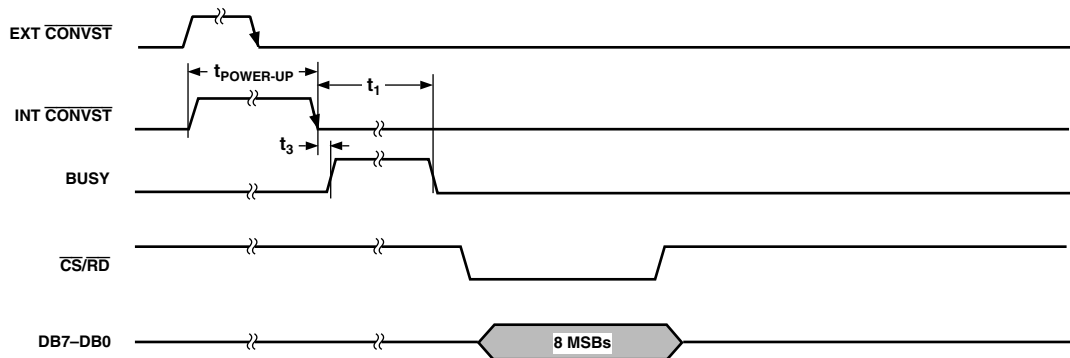 EXT CONVST
tPOWER-UP
t1
INT CONVST
t3
BUSY
CS/RD
DB7–DB0
8 MSBs